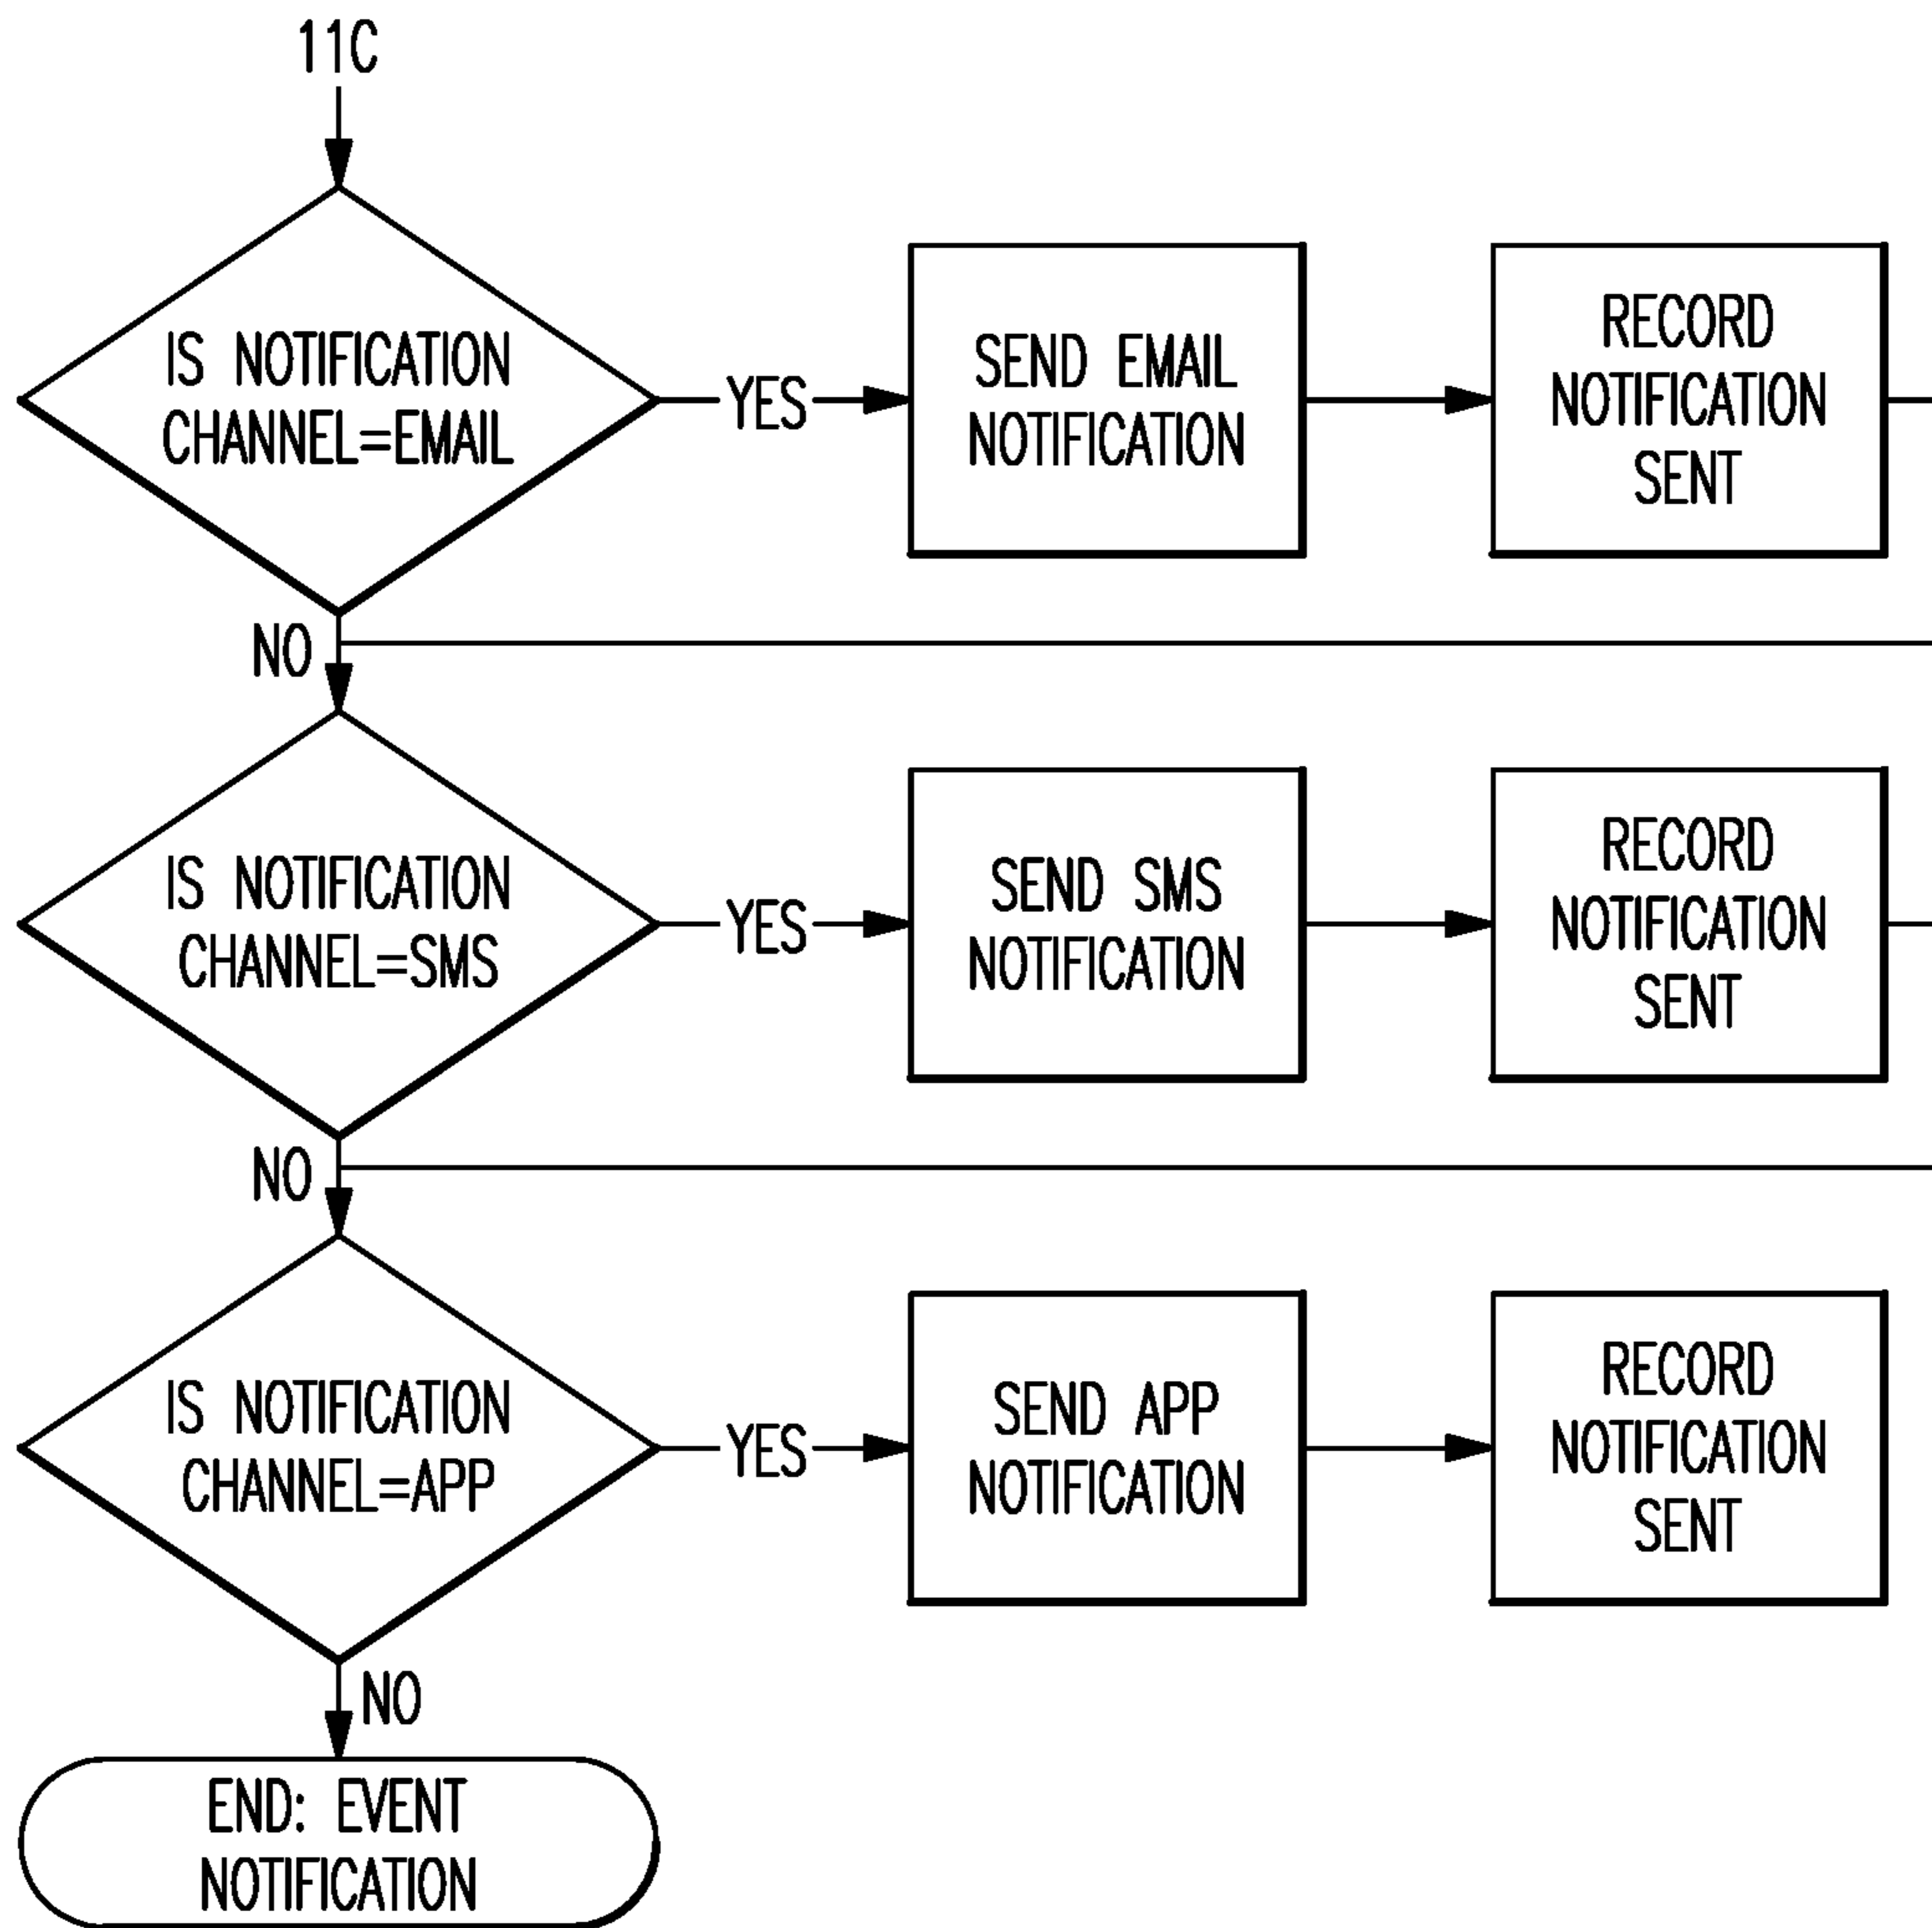 11C
IS NOTIFICATION
CHANNEL=EMAIL
YES
SEND EMAIL
NOTIFICATION
RECORD
NOTIFICATION
SENT
NO
IS NOTIFICATION
CHANNEL=SMS
YES
SEND SMS
NOTIFICATION
RECORD
NOTIFICATION
SENT
NO
IS NOTIFICATION
CHANNEL=APP
YES
SEND APP
NOTIFICATION
RECORD
NOTIFICATION
SENT
NO
END: EVENT
NOTIFICATION